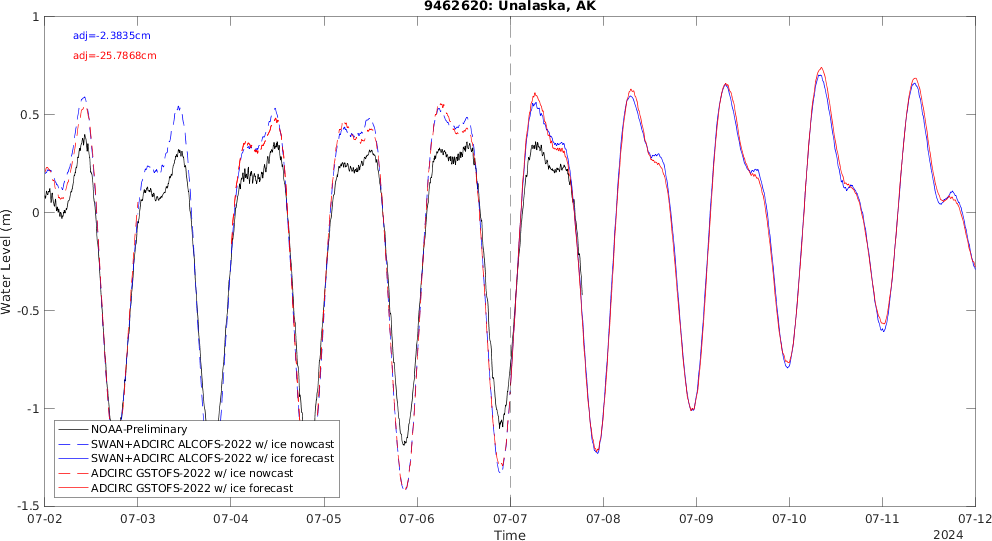 9462620: Unalaska, AK
adj=-2.3835cm
adj=-25.7868cm
Water Level (m)
1
0.5
0
-0.5
-1
-1.5
NOAA-Preliminary
SWAN+ADCIRC ALCOFS-2022 w/ ice nowcast
SWAN+ADCIRC ALCOFS-2022 w/ ice forecast
ADCIRC GSTOFS-2022 w/ ice nowcast
ADCIRC GSTOFS-2022 w/ ice forecast
07-02 07-03 07-04 07-05 07-06 07-07 07-08 07-09 07-10 07-11 07-12
Time
2024